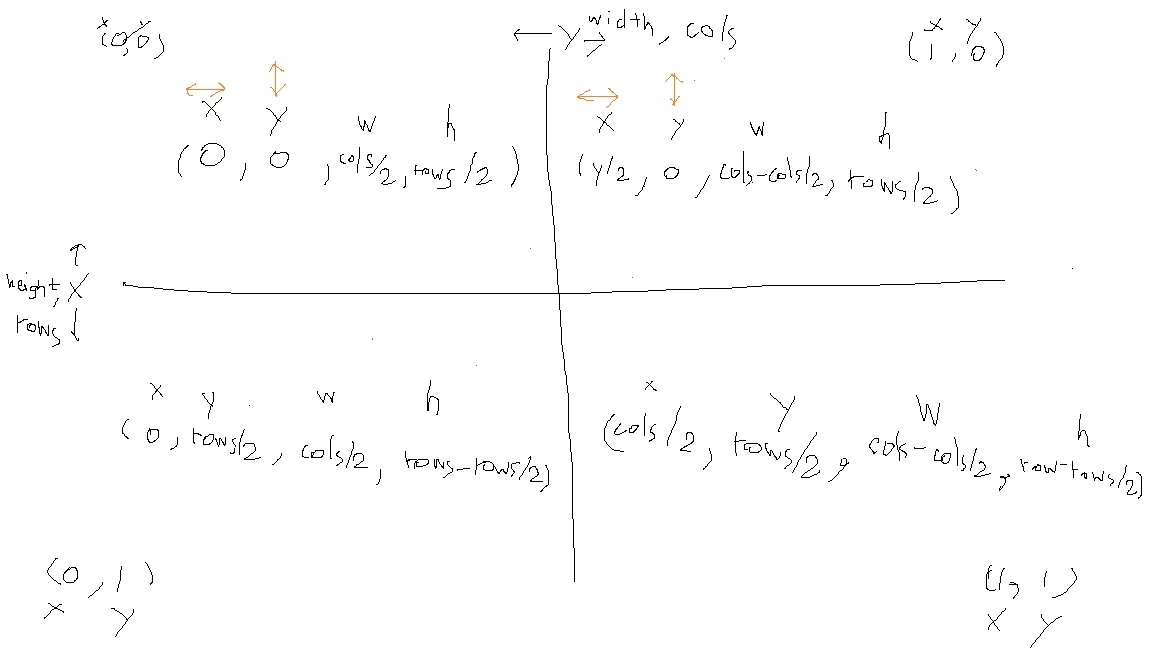 x y
(0,0)
← Y → width, cols
x y
(1, 0)
X Y w h
(0, 0, cols/2, rows/2)
X y w h
(y/2, 0, cols-cols/2, rows/2)
height, X
rows
x y w h
(0, rows/2, cols/2, rows-rows/2)
x y W h
(cols/2, rows/2, cols-cols/2, row-rows/2)
(0, 1)
x y
(1, 1)
X Y